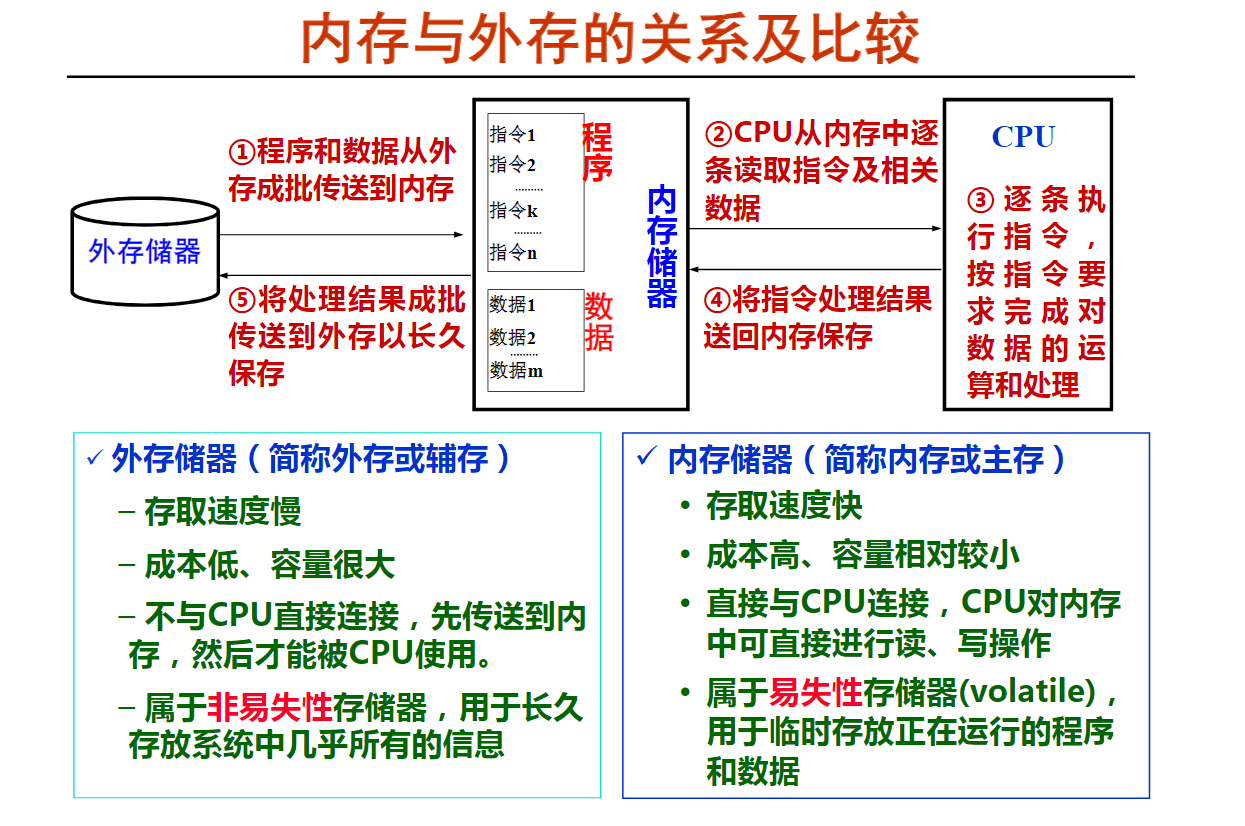 内存与外存的关系及比较
①程序和数据从外
存成批传送到内存
外存储器
⑤将处理结果成批
传送到外存以长久
保存
指令1
指令2
.........
指令k
.........
指令n
程序
数据1
数据2
.........
数据m
数据
内存储器
②CPU从内存中逐
条读取指令及相关
数据
④将指令处理结果
送回内存保存
CPU
③逐条执
行指令，
按指令要
求完成对
数据的运
算和处理
✓ 外存储器（简称外存或辅存）
– 存取速度慢
– 成本低、容量很大
– 不与CPU直接连接，先传送到内
存，然后才能被CPU使用。
– 属于非易失性存储器，用于长久
存放系统中几乎所有的信息
✓ 内存储器（简称内存或主存）
• 存取速度快
• 成本高、容量相对较小
• 直接与CPU连接，CPU对内存
中可直接进行读、写操作
• 属于易失性存储器(volatile)，
用于临时存放正在运行的程序
和数据